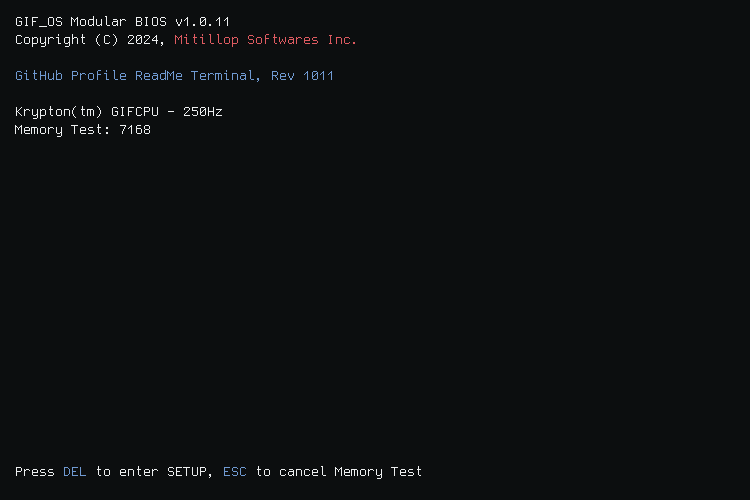 GIF_OS Modular BIOS v1.0.11
Copyright (C) 2024, Mitillop Softwares Inc.
GitHub Profile ReadMe Terminal, Rev 1011
Krypton(tm) GIFCPU - 250Hz
Memory Test: 7168
Press DEL to enter SETUP, ESC to cancel Memory Test